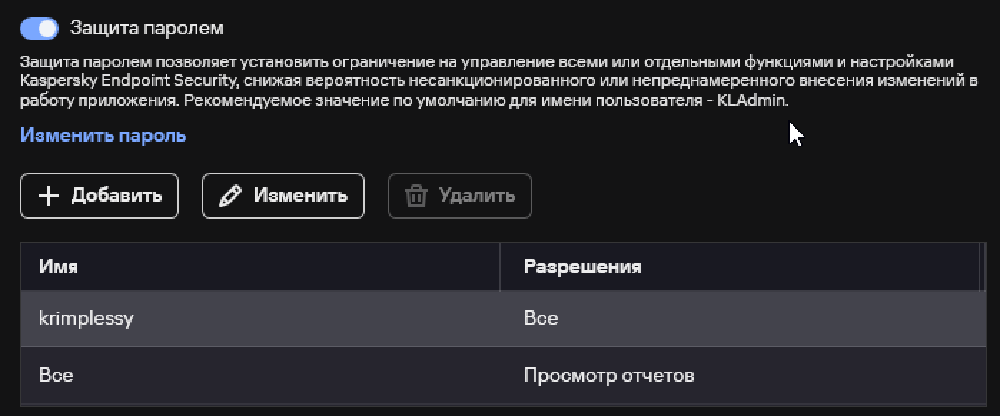 Защита паролем
Защита паролем позволяет установить ограничение на управление всеми или отдельными функциями и настройками
Kaspersky Endpoint Security, снижая вероятность несанкционированного или непреднамеренного внесения изменений в
работу приложения. Рекомендуемое значение по умолчанию для имени пользователя - KLAdmin.
Изменить пароль
Добавить Изменить Удалить
Имя Разрешения
krimplessy Все
Все Просмотр отчетов